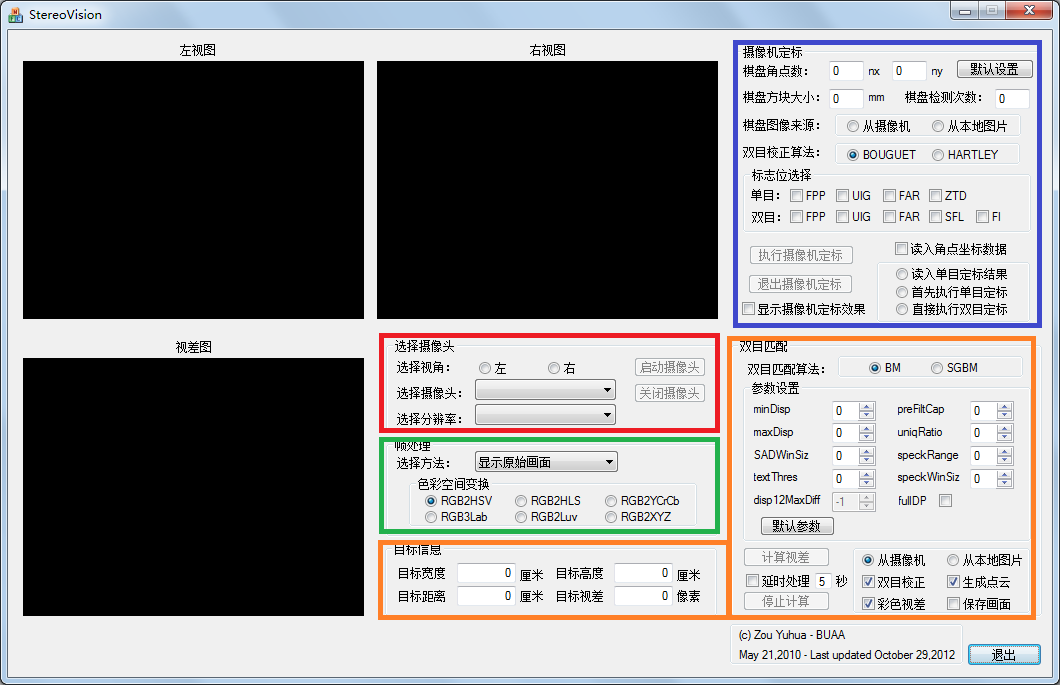 StereoVision
左视图
右视图
视差图
摄像机定标
棋盘角点数： 0 nx 0 ny 默认设置
棋盘方块大小： 0 mm 棋盘检测次数： 0
棋盘图像来源： 从摄像机 从本地图片
双目校正算法： BOUGUET HARTLEY
标志位选择
单目： FPP UIG FAR ZTD
双目： FPP UIG FAR SFL FI
执行摄像机定标
退出摄像机定标
显示摄像机定标效果
读入角点坐标数据
读入单目定标结果
首先执行单目定标
直接执行双目定标
选择摄像头
选择视角： 左 右 启动摄像头
选择摄像头： 关闭摄像头
选择分辨率：
帧处理
选择方法： 显示原始画面
色彩空间变换
RGB2HSV RGB2HLS RGB2YCrCb
RGB3Lab RGB2Luv RGB2XYZ
目标信息
目标宽度 0 厘米 目标高度 0 厘米
目标距离 0 厘米 目标视差 0 像素
双目匹配
双目匹配算法： BM SGBM
参数设置
minDisp 0 preFiltCap 0
maxDisp 0 uniqRatio 0
SADWinSiz 0 speckRange 0
textThres 0 speckWinSiz 0
disp12MaxDiff -1 fullDP
默认参数
计算视差
延时处理 5 秒
停止计算
从摄像机 从本地图片
双目校正 生成点云
彩色视差 保存画面
(c) Zou Yuhua - BUAA
May 21,2010 - Last updated October 29,2012
退出